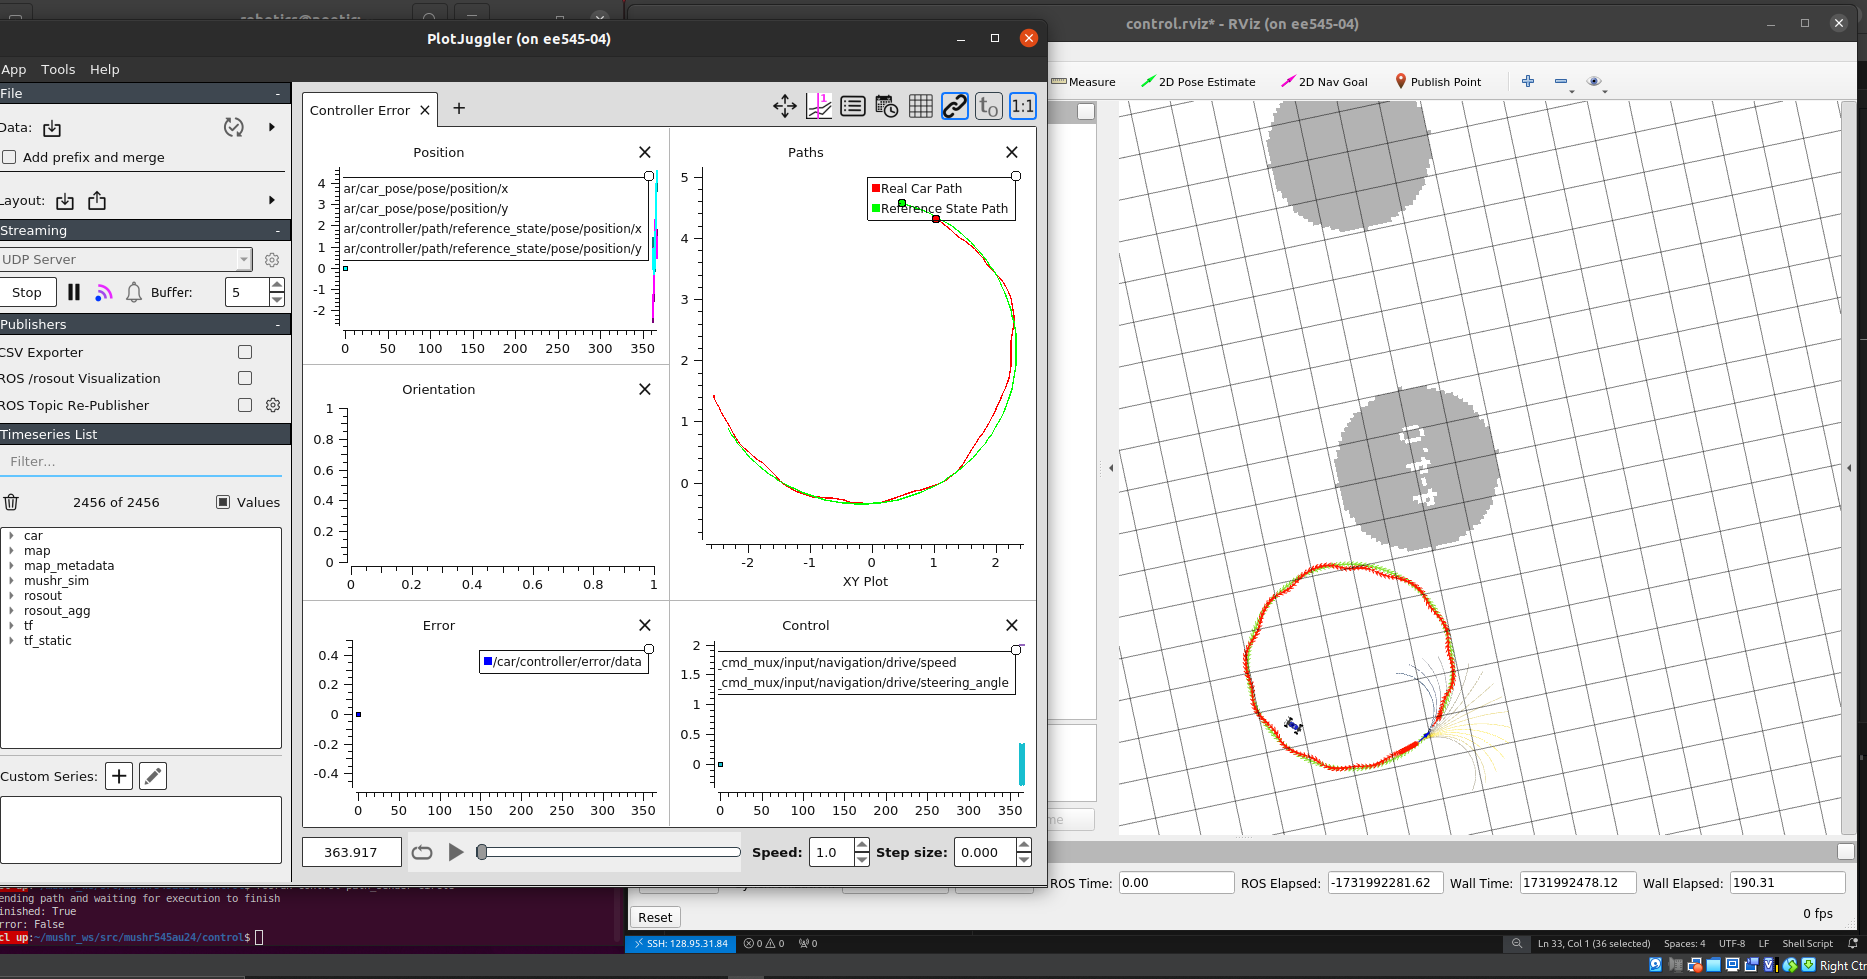 PlotJuggler (on ee545-04)
control.rviz* - RViz (on ee545-04)
App Tools Help
Measure
2D Pose Estimate
2D Nav Goal
Publish Point
File
-
Data:
Add prefix and merge
Layout:
Streaming
-
UDP Server
Stop
Buffer:
5
Publishers
-
CSV Exporter
ROS /rosout Visualization
ROS Topic Re-Publisher
Timeseries List
Filter...
2456 of 2456
Values
car
map
map_metadata
mushr_sim
rosout
rosout_agg
tf
tf_static
Custom Series:
Controller Error
1:1
Position
4
3
2
1
0
-1
-2
ar/car_pose/pose/position/x
ar/car_pose/pose/position/y
ar/controller/path/reference_state/pose/position/x
ar/controller/path/reference_state/pose/position/y
0 50 100 150 200 250 300 350
Orientation
1
0.8
0.6
0.4
0.2
0
0 0.2 0.4 0.6 0.8 1
Error
0.4
0.2
0
-0.2
-0.4
/car/controller/error/data
0 50 100 150 200 250 300 350
Paths
Real Car Path
Reference State Path
5
4
3
2
1
0
-2 -1 0 1 2
XY Plot
Control
2
1.5
1
0.5
0
_cmd_mux/input/navigation/drive/speed
_cmd_mux/input/navigation/drive/steering_angle
0 50 100 150 200 250 300 350
363.917
Speed:
1.0
Step size:
0.000
ROS Time:
0.00
ROS Elapsed:
-1731992281.62
Wall Time:
1731992478.12
Wall Elapsed:
190.31
Reset
0 fps
ending path and waiting for execution to finish
inished: True
rror: False
cl up:~/mushr_ws/src/mushr545au24/control$
SSH: 128.95.31.84
0
0
0
Ln 33, Col 1 (36 selected)
Spaces: 4
UTF-8
LF
Shell Script
Right Ctr